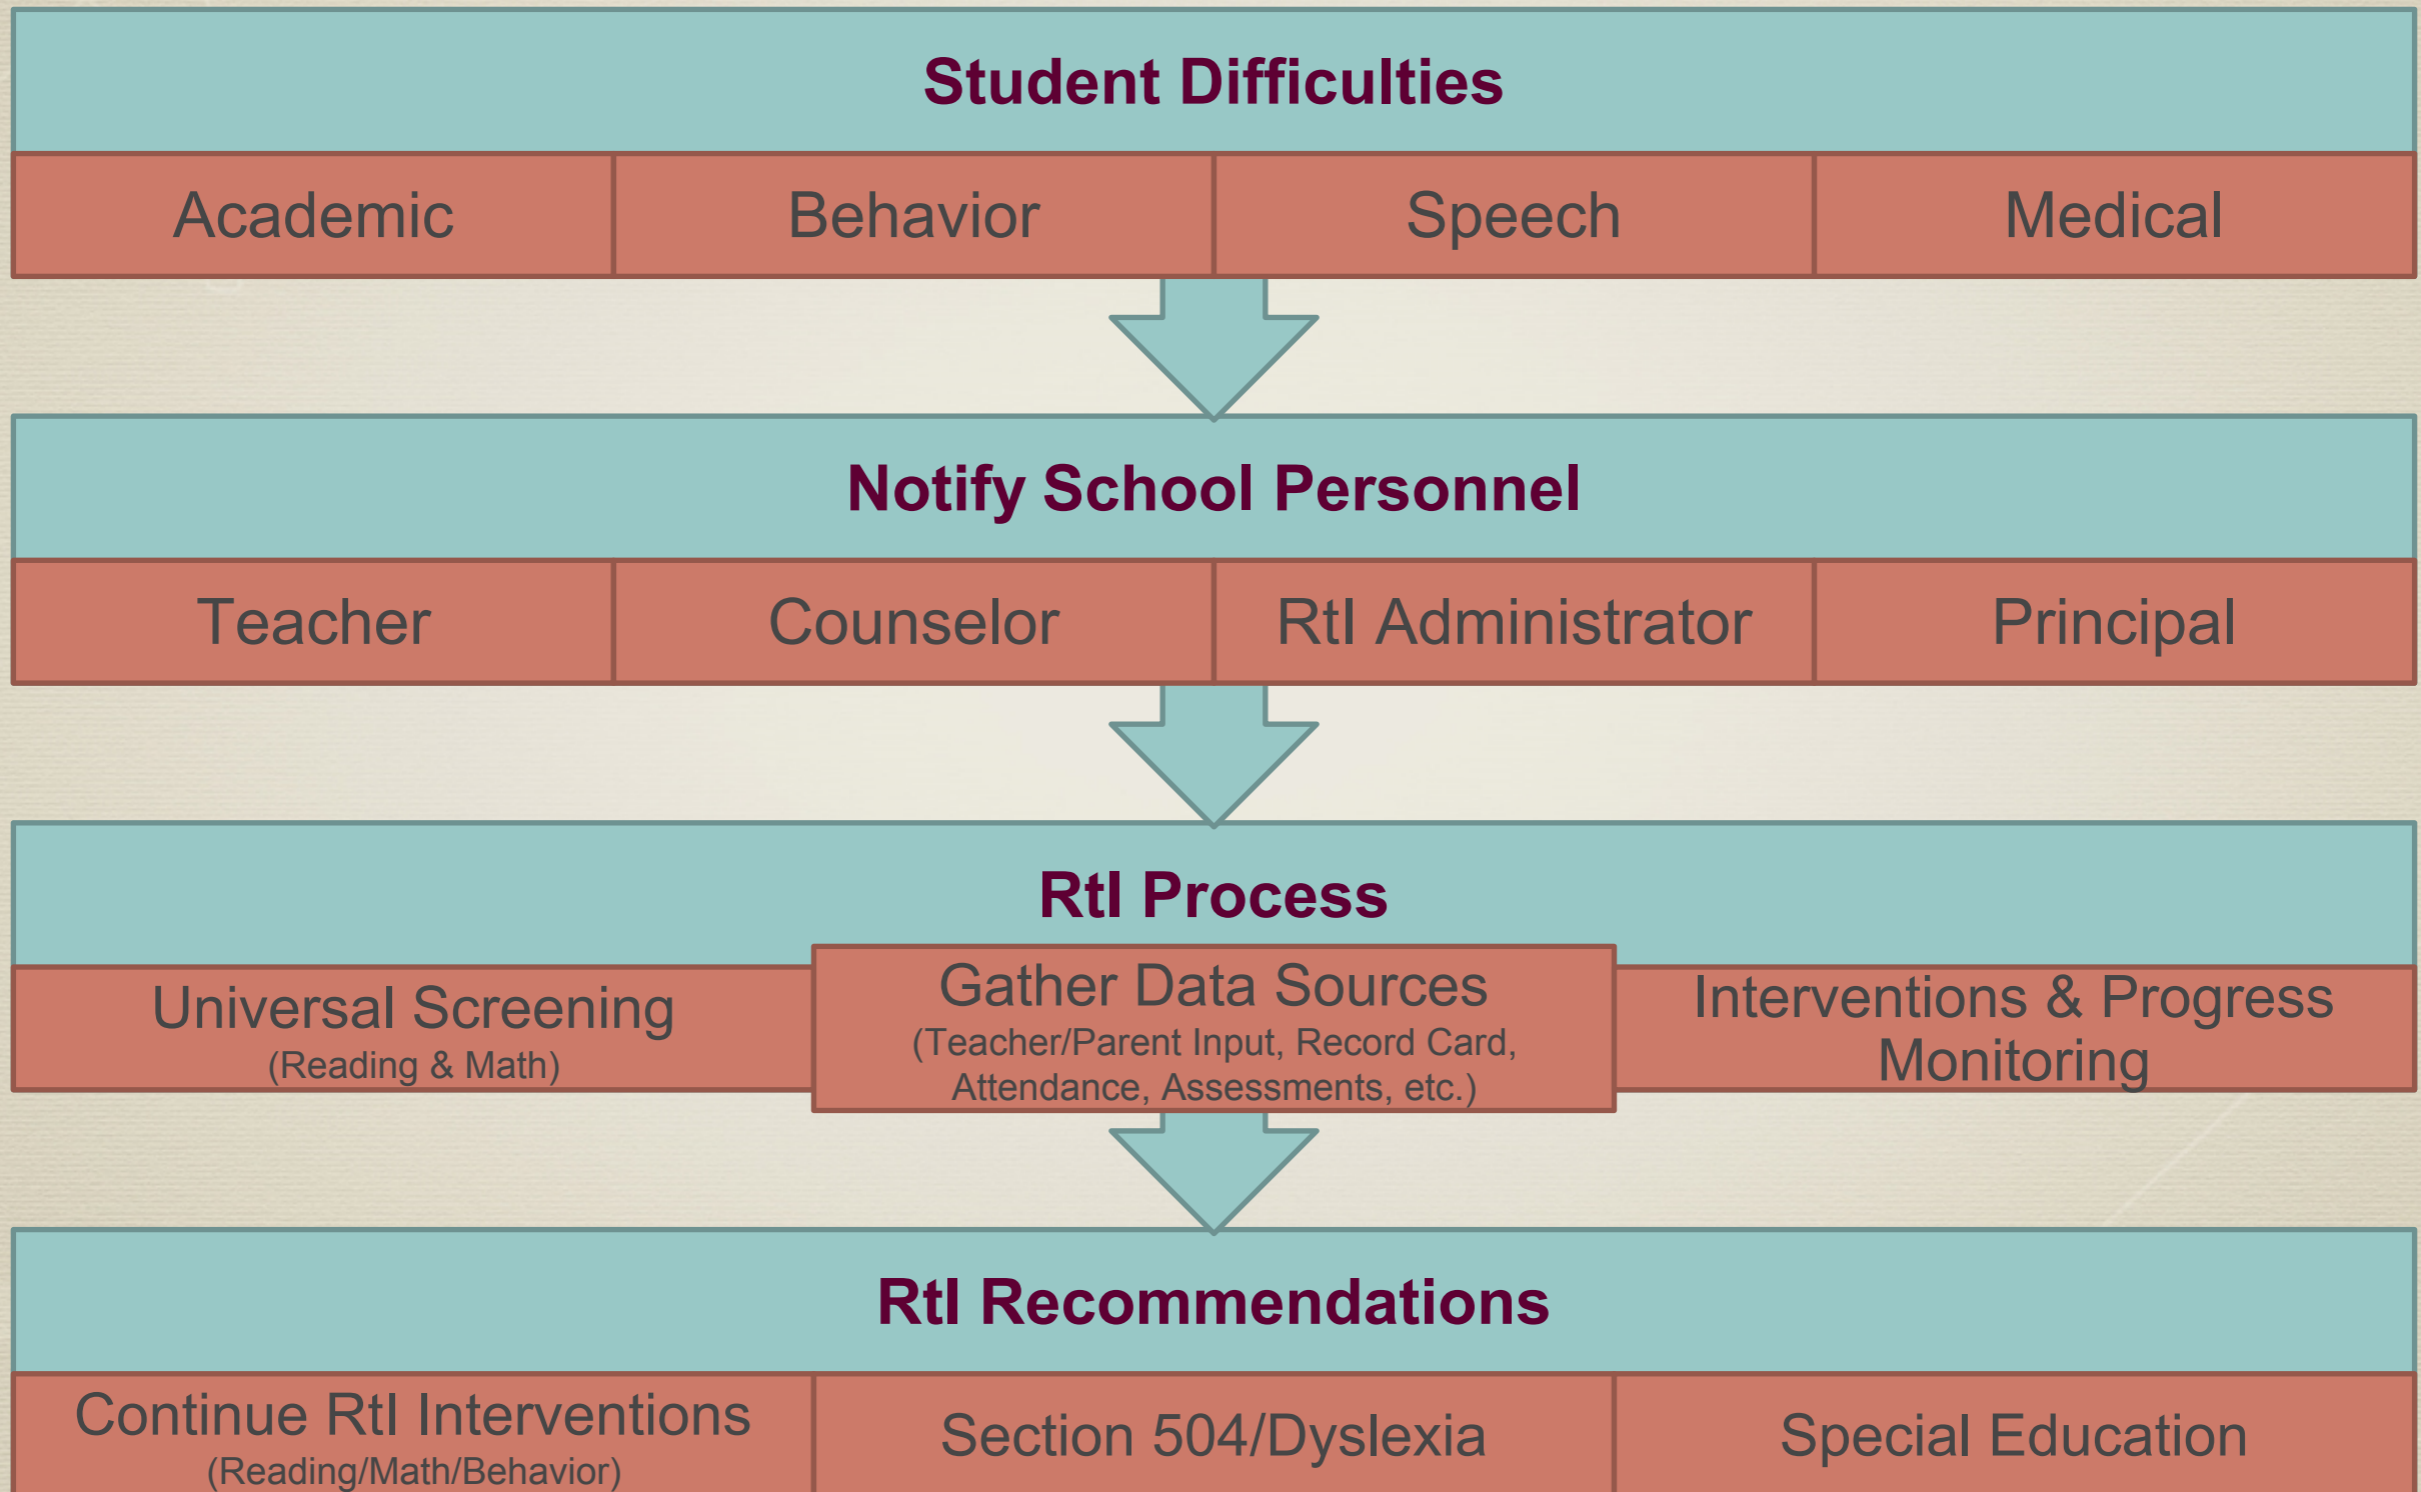 Student Difficulties
Academic
Behavior
Speech
Medical
Notify School Personnel
Teacher
Counselor
RtI Administrator
Principal
RtI Process
Universal Screening
(Reading & Math)
Gather Data Sources
(Teacher/Parent Input, Record Card,
Attendance, Assessments, etc.)
Interventions & Progress
Monitoring
RtI Recommendations
Continue RtI Interventions
(Reading/Math/Behavior)
Section 504/Dyslexia
Special Education